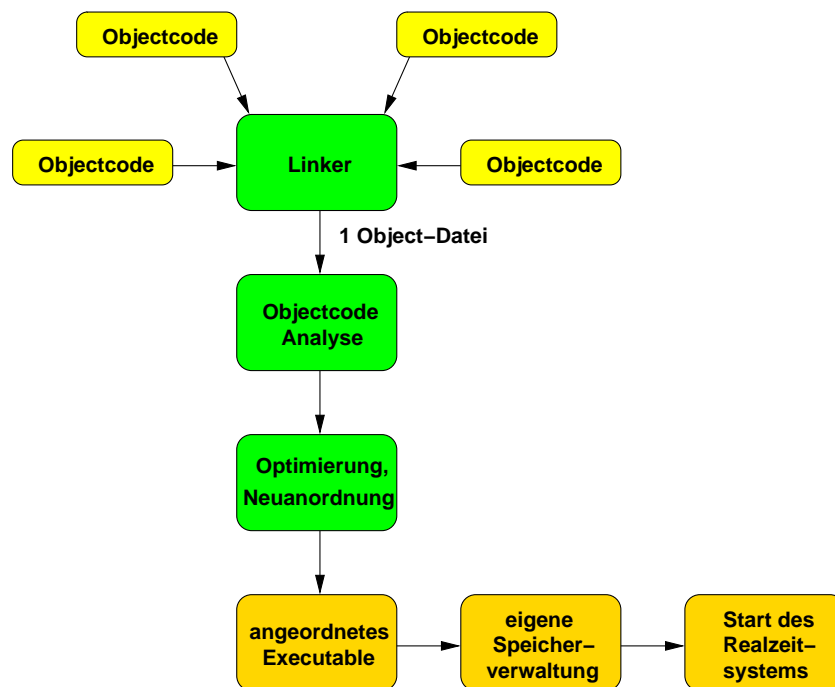 Objectcode
Objectcode
Objectcode
Linker
Objectcode
1 Object−Datei
Objectcode
Analyse
Optimierung,
Neuanordnung
angeordnetes
Executable
eigene
Speicher−
verwaltung
Start des
Realzeit−
systems